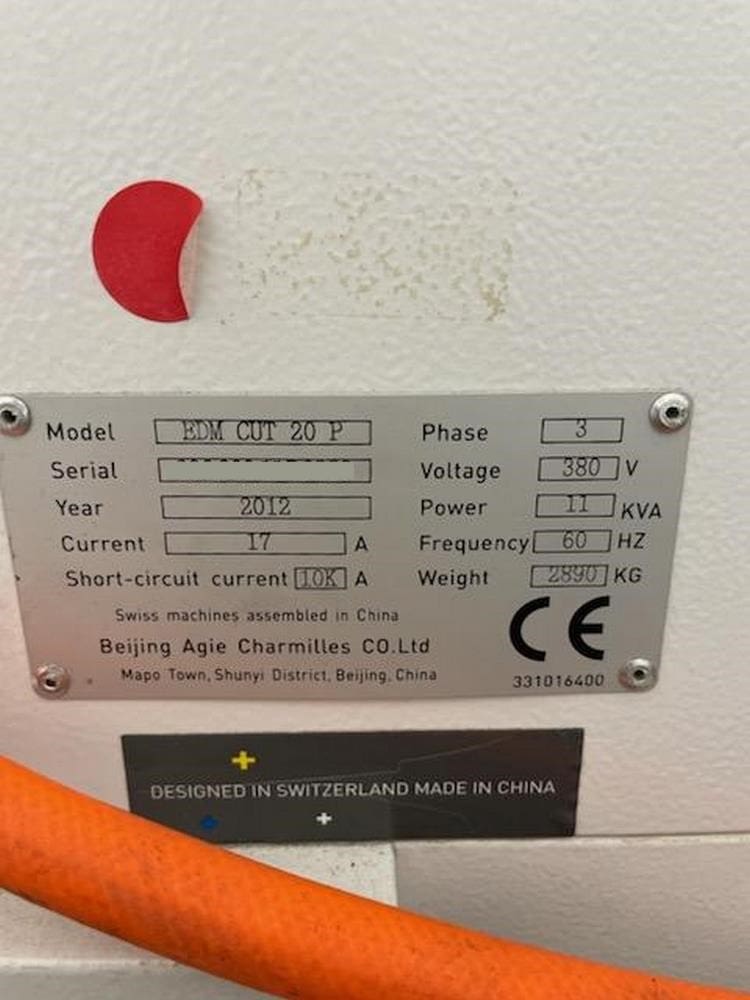 Model EDM CUT 20 P Phase 3
Serial Voltage 380 V
Year 2012 Power 11 KVA
Current 17 A Frequency 60 HZ
Short-circuit current 10K A Weight 2890 KG
Swiss machines assembled in China
Beijing Agie Charmilles CO.Ltd
Mapo Town, Shunyi District, Beijing, China
CE
331016400
DESIGNED IN SWITZERLAND MADE IN CHINA